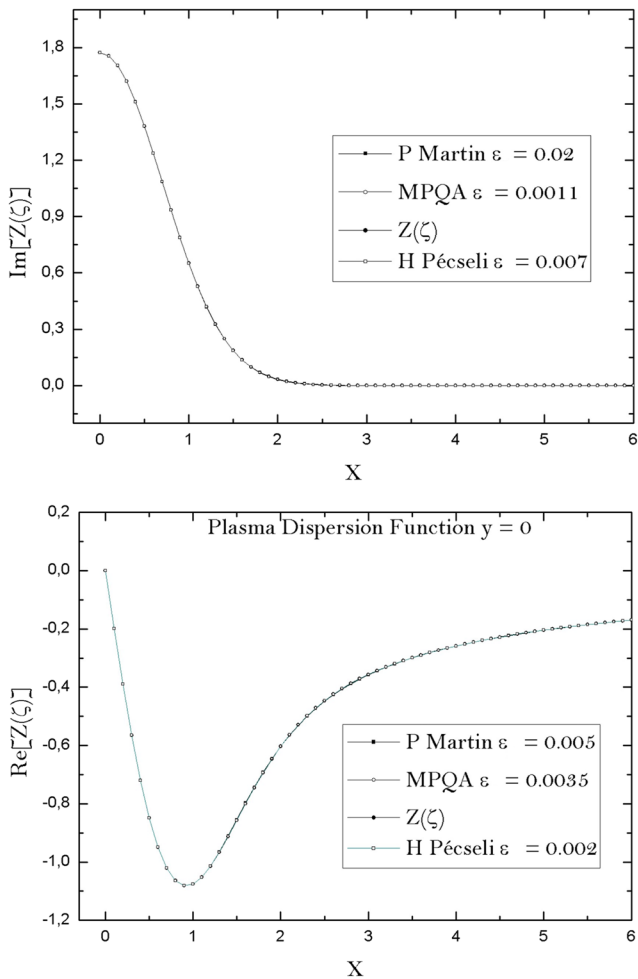 1,8
1,5
1,2
0,9
0,6
0,3
0,0
Im[Z(ζ)]
P Martin ε = 0.02
MPQA ε = 0.0011
Z(ζ)
H Pécseli ε = 0.007
0 1 2 3 4 5 6
X
Plasma Dispersion Function y = 0
0,2
0,0
-0,2
-0,4
-0,6
-0,8
-1,0
-1,2
Re[Z(ζ)]
P Martin ε = 0.005
MPQA ε = 0.0035
Z(ζ)
H Pécseli ε = 0.002
0 1 2 3 4 5 6
X